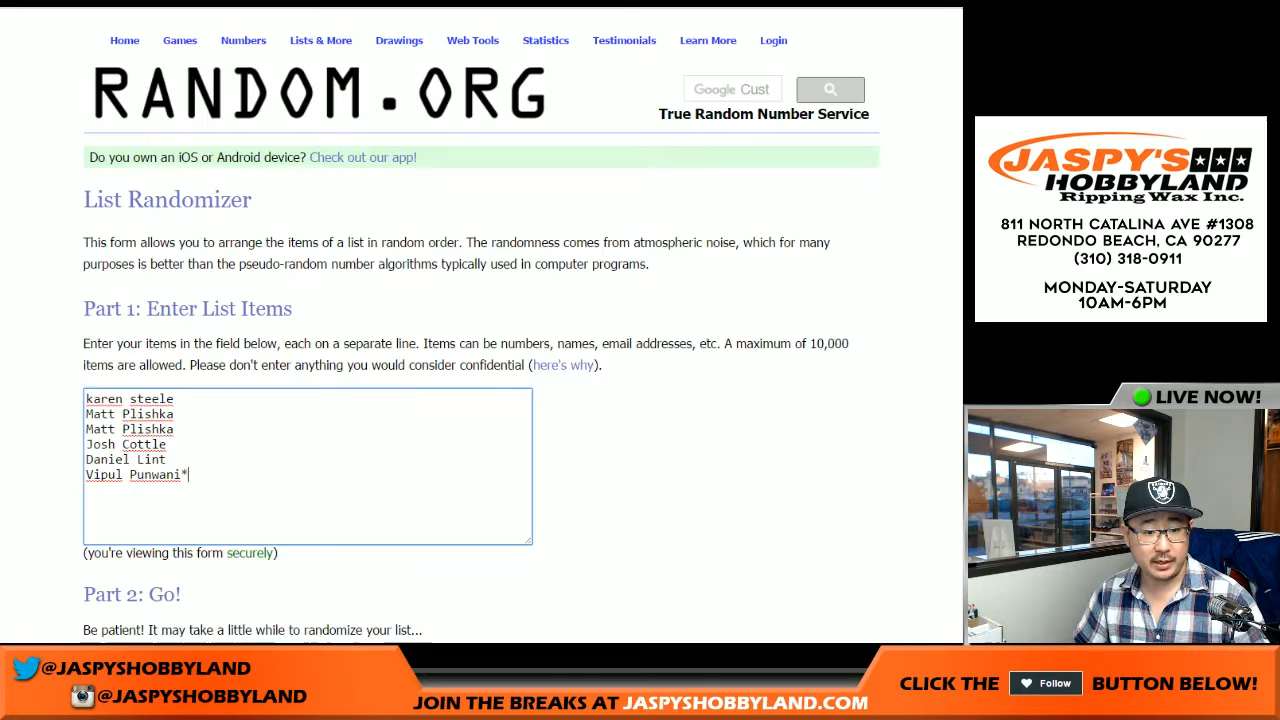 Home Games Numbers Lists & More Drawings Web Tools Statistics Testimonials Learn More Login
RANDOM.ORG
Google Cust
True Random Number Service
Do you own an iOS or Android device? Check out our app!
List Randomizer
This form allows you to arrange the items of a list in random order. The randomness comes from atmospheric noise, which for many
purposes is better than the pseudo-random number algorithms typically used in computer programs.
Part 1: Enter List Items
Enter your items in the field below, each on a separate line. Items can be numbers, names, email addresses, etc. A maximum of 10,000
items are allowed. Please don't enter anything you would consider confidential (here's why).
karen steele
Matt Plishka
Matt Plishka
Josh Cottle
Daniel Lint
Vipul Punwani*
(you're viewing this form securely)
Part 2: Go!
Be patient! It may take a little while to randomize your list...
JASPY'S
HOBBYLAND
Ripping Wax Inc.
811 NORTH CATALINA AVE #1308
REDONDO BEACH, CA 90277
(310) 318-0911
MONDAY-SATURDAY
10AM-6PM
LIVE NOW!
@JASPYSHOBBYLAND
@JASPYSHOBBYLAND
JOIN THE BREAKS AT JASPYSHOBBYLAND.COM
CLICK THE Follow BUTTON BELOW!